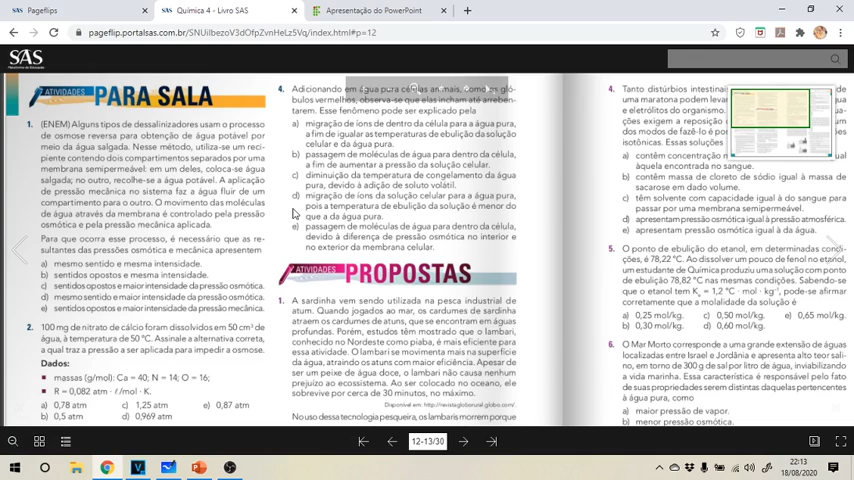 Pageflips
Química 4 - Livro SAS
Apresentação do PowerPoint
pageflip.portalsas.com.br/SNUiIbezoV3dOfpZvnHeLz5Vq/index.html#p=12
SAS
Plataforma de Educação
ATIVIDADES PARA SALA
1. (ENEM) Alguns tipos de dessalinizadores usam o processo
de osmose reversa para obtenção de água potável por
meio da água salgada. Nesse método, utiliza-se um reci-
piente contendo dois compartimentos separados por uma
membrana semipermeável: em um deles, coloca-se água
salgada; no outro, recolhe-se a água potável. A aplicação
de pressão mecânica no sistema faz a água fluir de um
compartimento para o outro. O movimento das moléculas
de água através da membrana é controlado pela pressão
osmótica e pela pressão mecânica aplicada.
Para que ocorra esse processo, é necessário que as re-
sultantes das pressões osmótica e mecânica apresentem
a) mesmo sentido e mesma intensidade.
b) sentidos opostos e mesma intensidade.
c) sentidos opostos e maior intensidade da pressão osmótica.
d) mesmo sentido e maior intensidade da pressão osmótica.
e) sentidos opostos e maior intensidade da pressão mecânica.
2. 100 mg de nitrato de cálcio foram dissolvidos em 50 cm³ de
água, à temperatura de 50 °C. Assinale a alternativa correta,
a qual traz a pressão a ser aplicada para impedir a osmose.
Dados:
massas (g/mol): Ca = 40; N = 14; O = 16;
R = 0,082 atm · ℓ/mol · K.
a) 0,78 atm c) 1,25 atm e) 0,87 atm
b) 0,5 atm d) 0,969 atm
4. Adicionando em água pura células animais, como os gló-
bulos vermelhos, observa-se que elas incham até arreben-
tarem. Esse fenômeno pode ser explicado pela
a) migração de íons de dentro da célula para a água pura,
a fim de igualar as temperaturas de ebulição da solução
celular e da água pura.
b) passagem de moléculas de água para dentro da célula,
a fim de aumentar a pressão da solução celular.
c) diminuição da temperatura de congelamento da água
pura, devido à adição de soluto volátil.
d) migração de íons da solução celular para a água pura,
pois a temperatura de ebulição da solução é menor do
que a da água pura.
e) passagem de moléculas de água para dentro da célula,
devido à diferença de pressão osmótica no interior e
no exterior da membrana celular.
ATIVIDADES PROPOSTAS
1. A sardinha vem sendo utilizada na pesca industrial de
atum. Quando jogados ao mar, os cardumes de sardinha
atraem os cardumes de atuns, que se encontram em águas
profundas. Porém, estudos têm mostrado que o lambari,
conhecido no Nordeste como piaba, é mais eficiente para
essa atividade. O lambari se movimenta mais na superfície
da água, atraindo os atuns com maior eficiência. Apesar de
ser um peixe de água doce, o lambari não causa nenhum
prejuízo ao ecossistema. Ao ser colocado no oceano, ele
sobrevive por cerca de 30 minutos, no máximo.
Disponível em: http://revistagloborural.globo.com/.
No uso dessa tecnologia pesqueira, os lambaris morrem porque
4. Tanto distúrbios intestinai de
uma maratona podem levar água
e eletrólitos do organismo.
ções exigem a reposição
dos modos de fazê-lo é por
isotônicas. Essas soluções
a) contêm concentração ual
àquela encontrada no sangue.
b) contêm massa de cloreto de sódio igual à massa de
sacarose em dado volume.
c) têm solvente com capacidade igual à do sangue para
passar por uma membrana semipermeável.
d) apresentam pressão osmótica igual à pressão atmosférica.
e) apresentam pressão osmótica igual à da água.
5. O ponto de ebulição do etanol, em determinadas condi-
ções, é 78,22 °C. Ao dissolver um pouco de fenol no etanol,
um estudante de Química produziu uma solução com ponto
de ebulição 78,82 °C nas mesmas condições. Sabendo-se
que o etanol tem K = 1,2 °C · mol · kg⁻¹, pode-se afirmar
corretamente que a molalidade da solução é
a) 0,25 mol/kg. c) 0,50 mol/kg. e) 0,65 mol/kg.
b) 0,30 mol/kg. d) 0,60 mol/kg.
6. O Mar Morto corresponde a uma grande extensão de águas
localizadas entre Israel e Jordânia e apresenta alto teor sali-
no, em torno de 300 g de sal por litro de água, inviabilizando
a vida marinha. Essa característica é responsável pelo fato
de suas propriedades serem distintas daquelas pertencentes
à água pura, como
a) maior pressão de vapor.
b) menor pressão osmótica.
12-13/30
22:13
18/08/2020